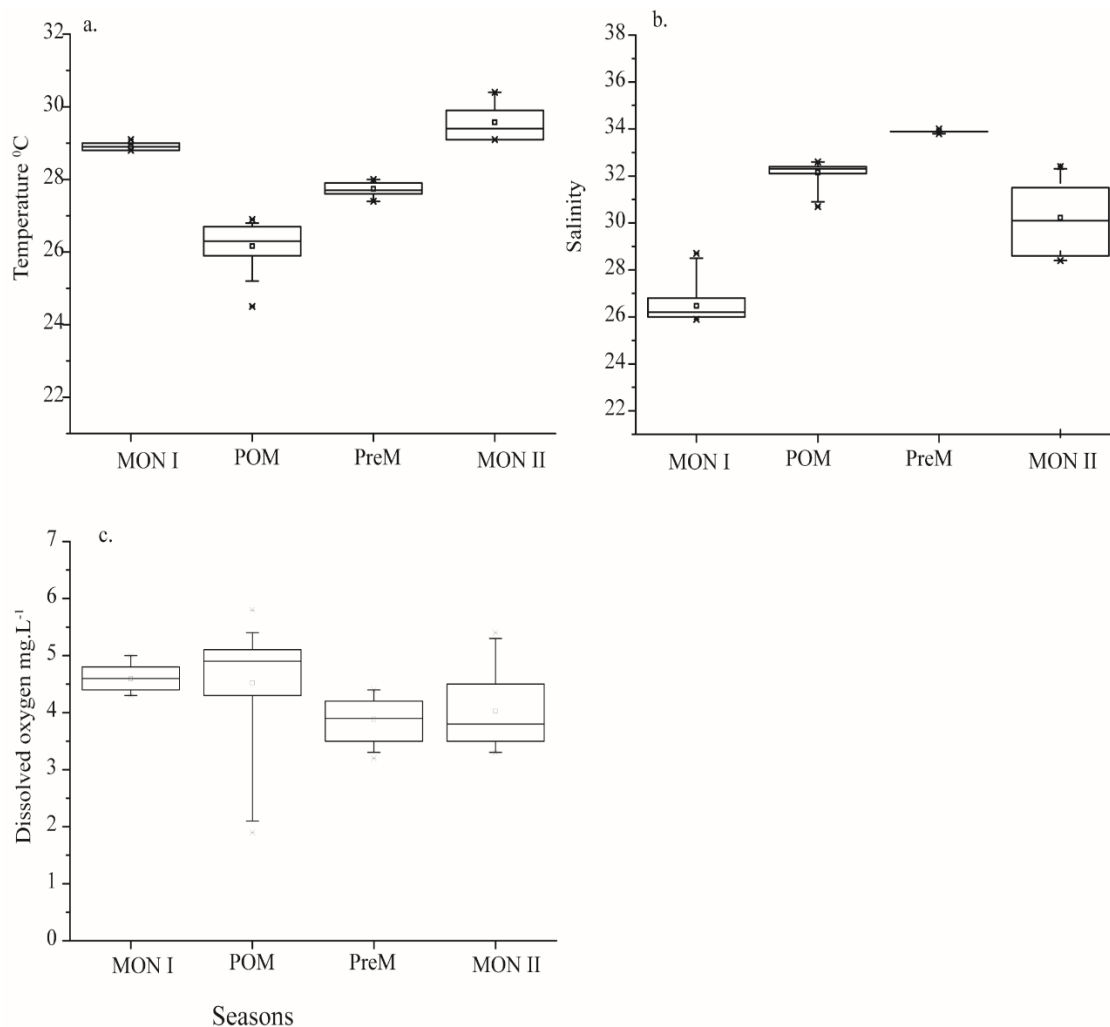 a.
32
30
28
26
24
22
Temperature ⁰C
MON I
POM
PreM
MON II
b.
38
36
34
32
30
28
26
24
22
Salinity
MON I
POM
PreM
MON II
c.
7
6
5
4
3
2
1
0
Dissolved oxygen mg.L⁻¹
MON I
POM
PreM
MON II
Seasons